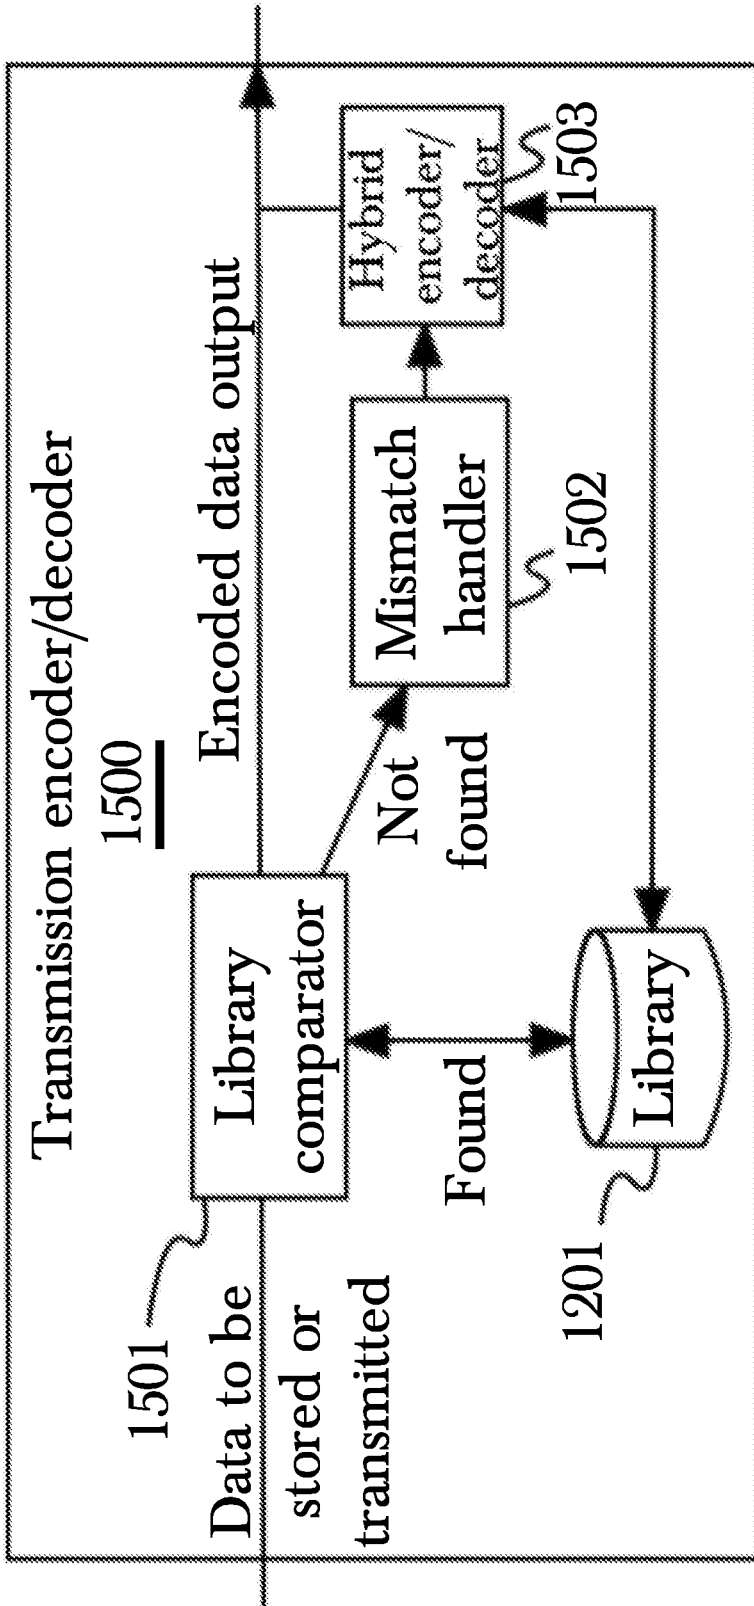 Transmission encoder/decoder
1500
1501
Data to be
stored or
transmitted
Library
comparator
Encoded data output
Found
Not
found
Mismatch
handler
1502
Hybrid
encoder/
decoder
1503
Library
1201